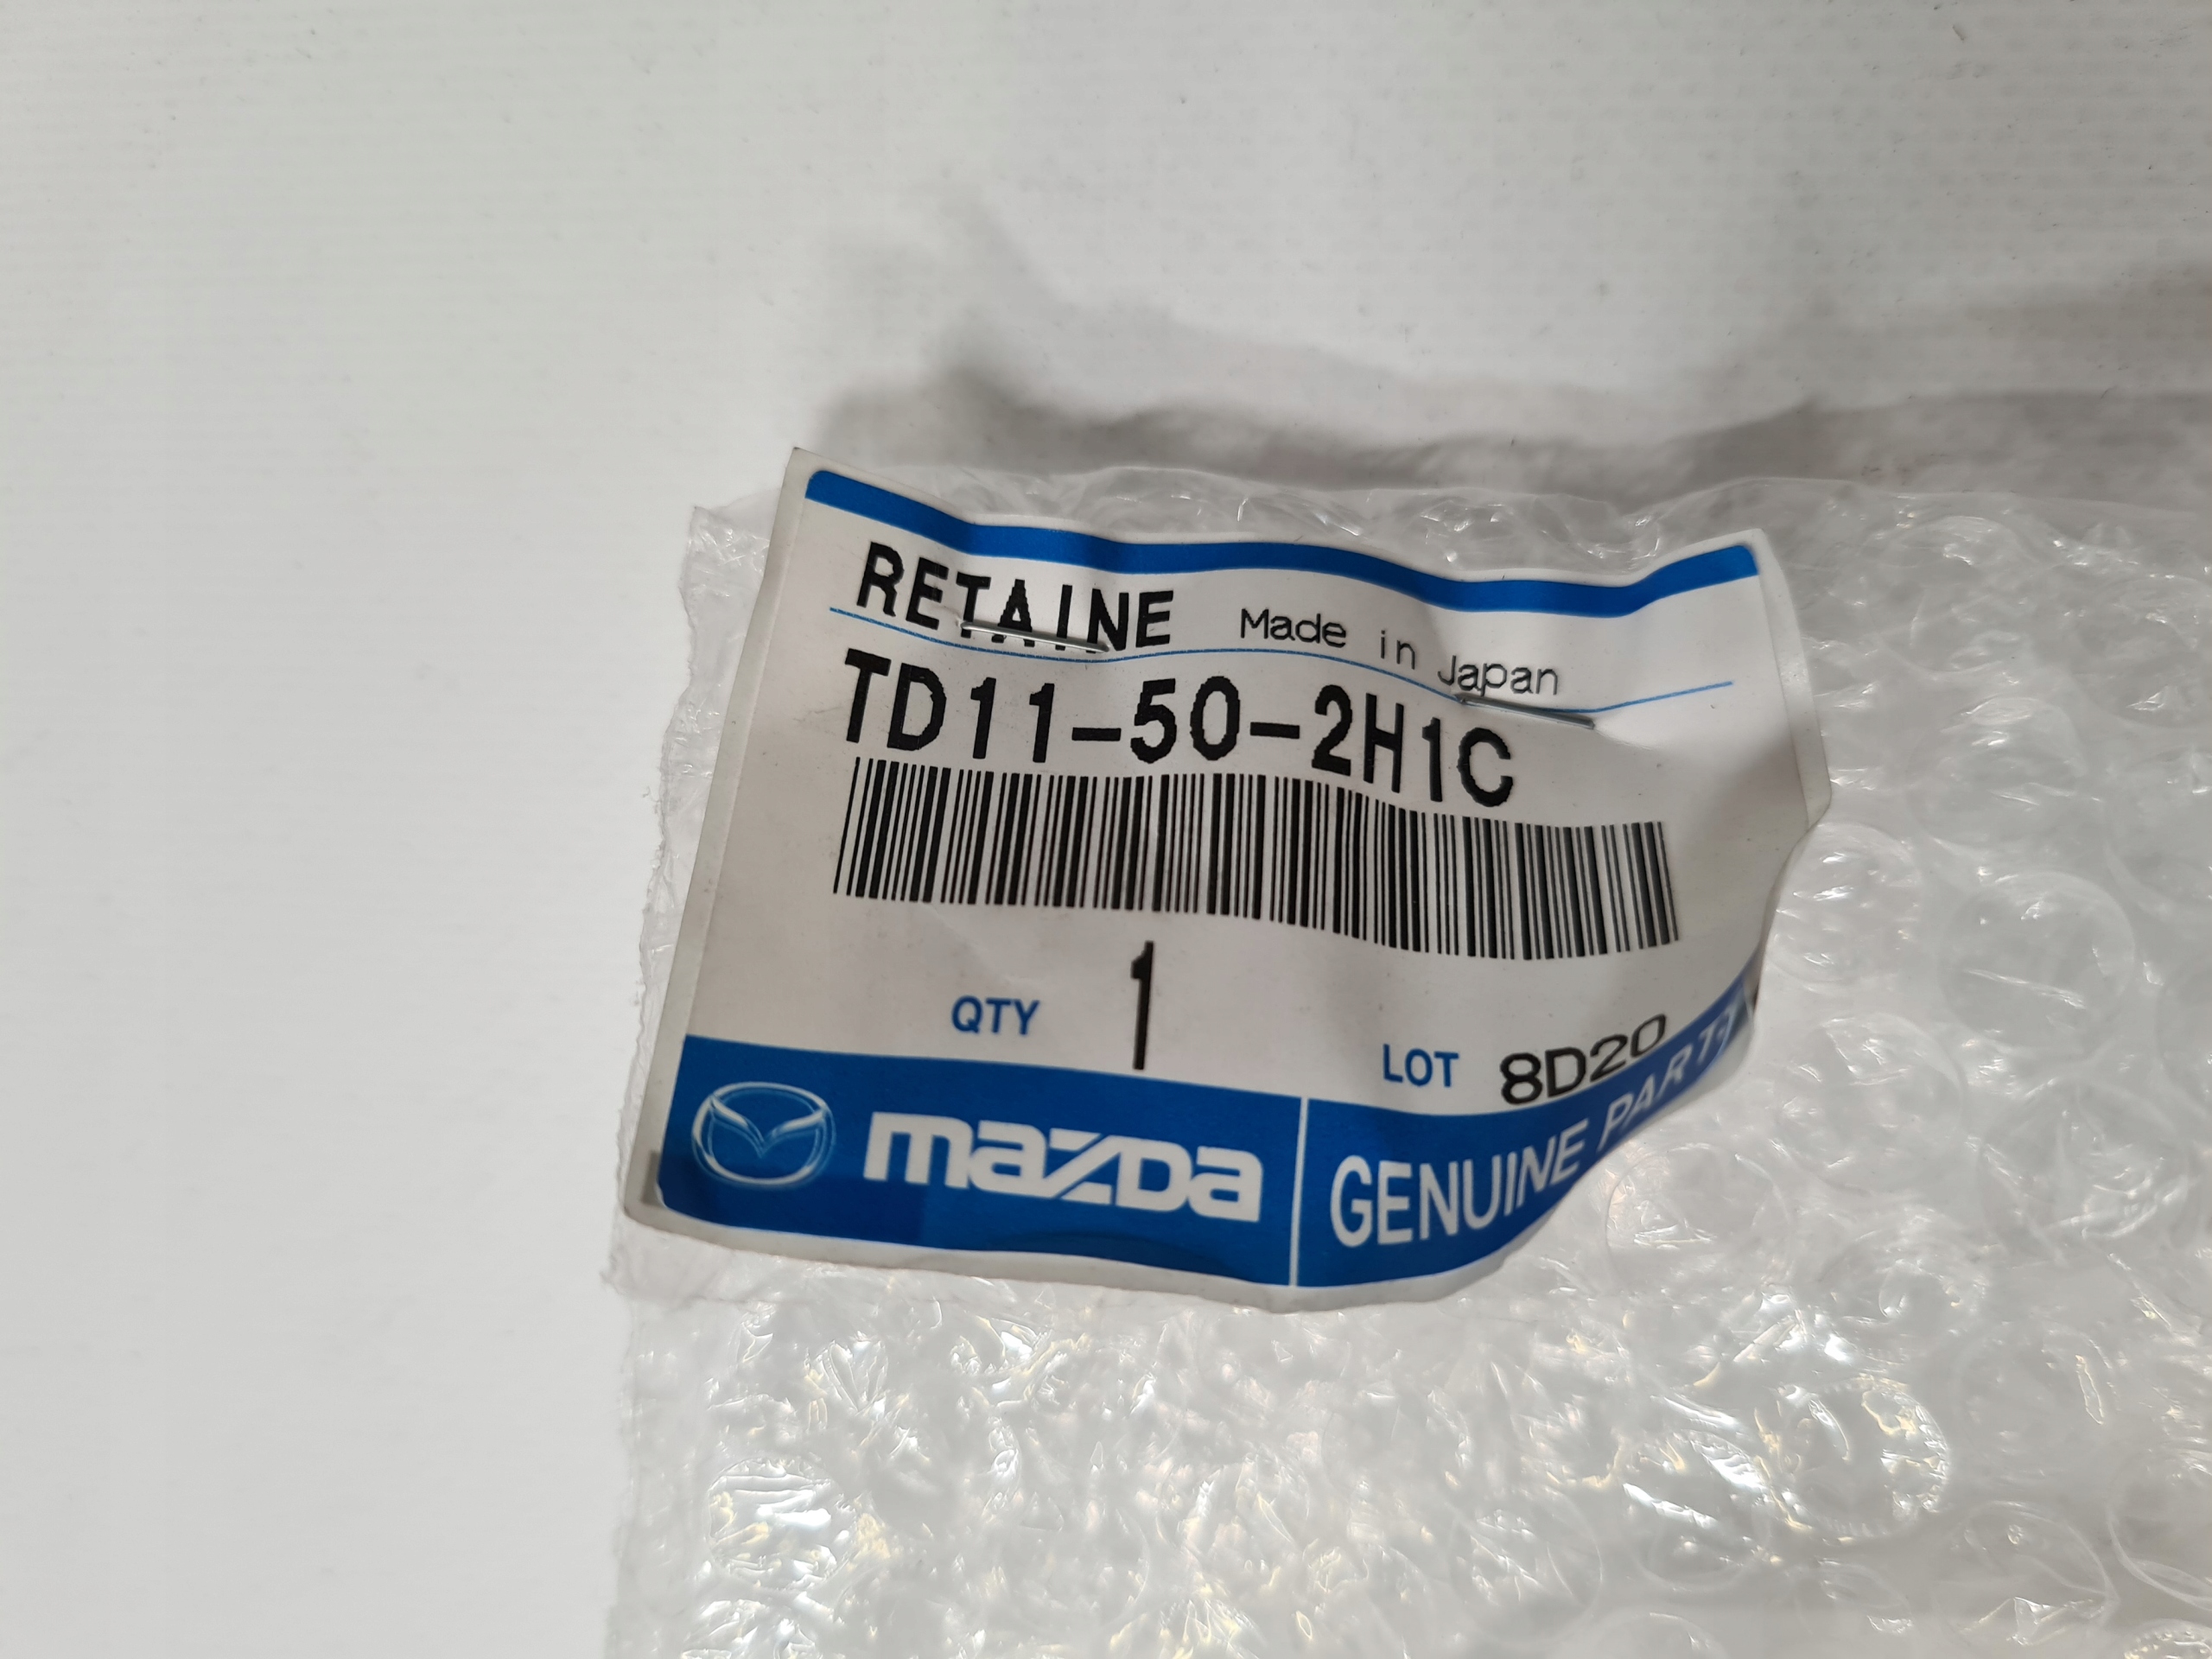 RETAINE Made in Japan
TD11-50-2H1C
QTY 1
LOT 8D20
mazda GENUINE PARTS